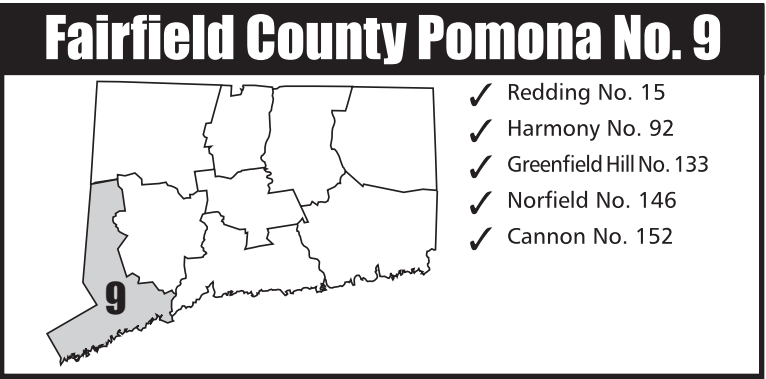 Fairfield County Pomona No. 9
✓ Redding No. 15
✓ Harmony No. 92
✓ Greenfield Hill No. 133
✓ Norfield No. 146
✓ Cannon No. 152
9